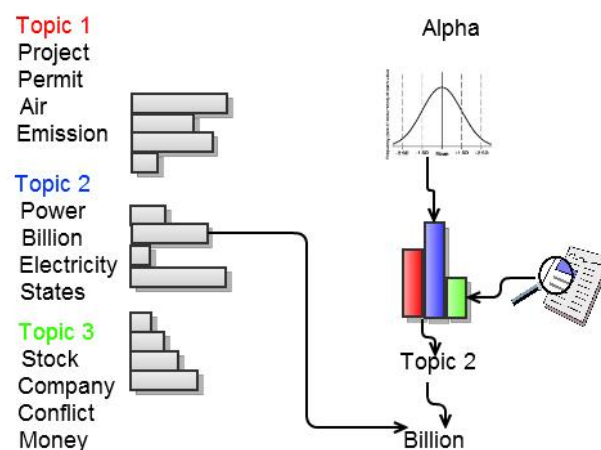 Topic 1
Project
Permit
Air
Emission
Topic 2
Power
Billion
Electricity
States
Topic 3
Stock
Company
Conflict
Money
Alpha
Topic 2
Billion